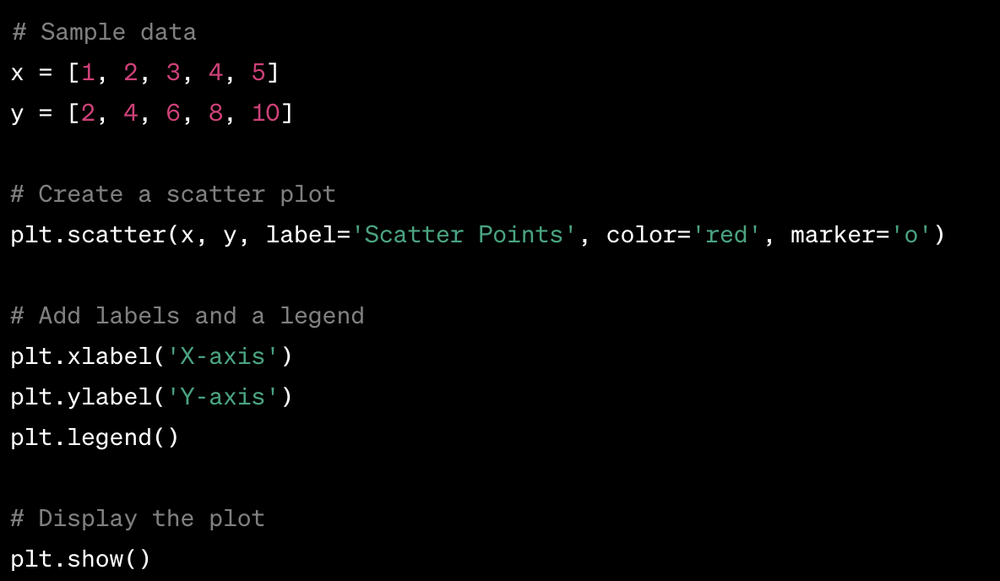 # Sample data
x = [1, 2, 3, 4, 5]
y = [2, 4, 6, 8, 10]
# Create a scatter plot
plt.scatter(x, y, label='Scatter Points', color='red', marker='o')
# Add labels and a legend
plt.xlabel('X-axis')
plt.ylabel('Y-axis')
plt.legend()
# Display the plot
plt.show()